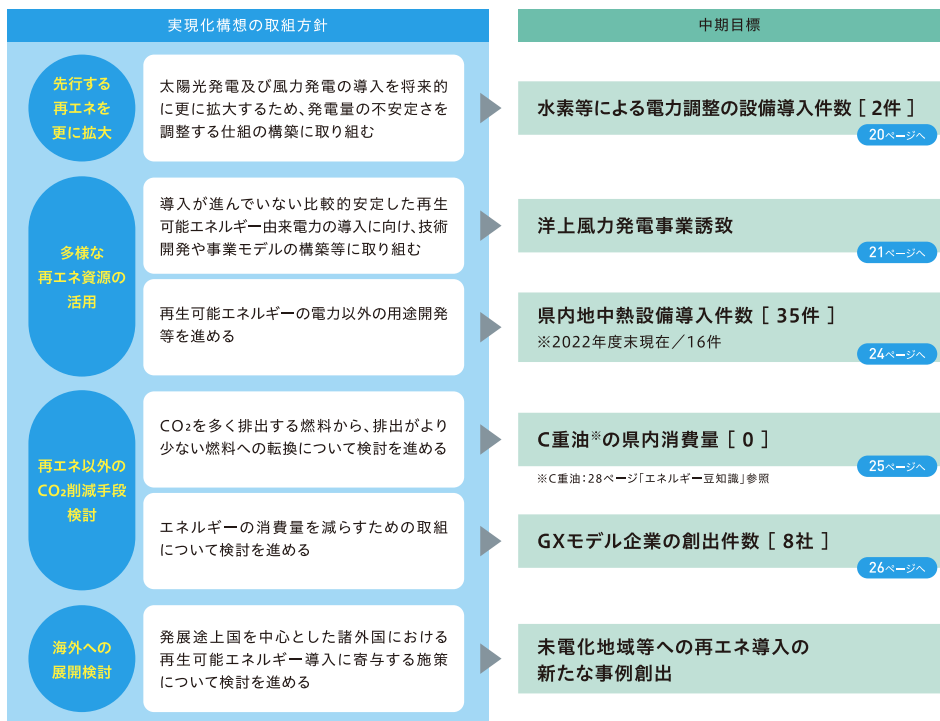 実現化構想の取組方針
中期目標
先行する
再エネを
更に拡大
太陽光発電及び風力発電の導入を将来的
に更に拡大するため、発電量の不安定さを
調整する仕組の構築に取り組む
水素等による電力調整の設備導入件数［ 2件 ］
20ページへ
多様な
再エネ資源の
活用
導入が進んでいない比較的安定した再生
可能エネルギー由来電力の導入に向け、技術
開発や事業モデルの構築等に取り組む
洋上風力発電事業誘致
21ページへ
再生可能エネルギーの電力以外の用途開発
等を進める
県内地中熱設備導入件数［ 35件 ］
※2022年度末現在／16件
24ページへ
再エネ以外の
CO₂削減手段
検討
CO₂を多く排出する燃料から、排出がより
少ない燃料への転換について検討を進める
C重油※の県内消費量［ 0 ］
25ページへ
※C重油：28ページ「エネルギー豆知識」参照
エネルギーの消費量を減らすための取組
について検討を進める
GXモデル企業の創出件数［ 8社 ］
26ページへ
海外への
展開検討
発展途上国を中心とした諸外国における
再生可能エネルギー導入に寄与する施策
について検討を進める
未電化地域等への再エネ導入の
新たな事例創出